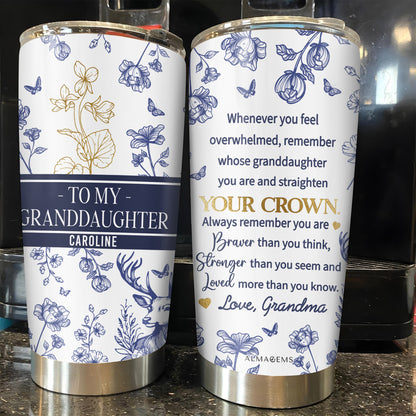 - TO MY -
GRANDDAUGHTER
CAROLINE
Whenever you feel
overwhelmed, remember
whose granddaughter
you are and straighten
YOUR CROWN.
Always remember you are
Braver than you think,
Stronger than you seem and
Loved more than you know.
Love, Grandma
ALMAGEMS